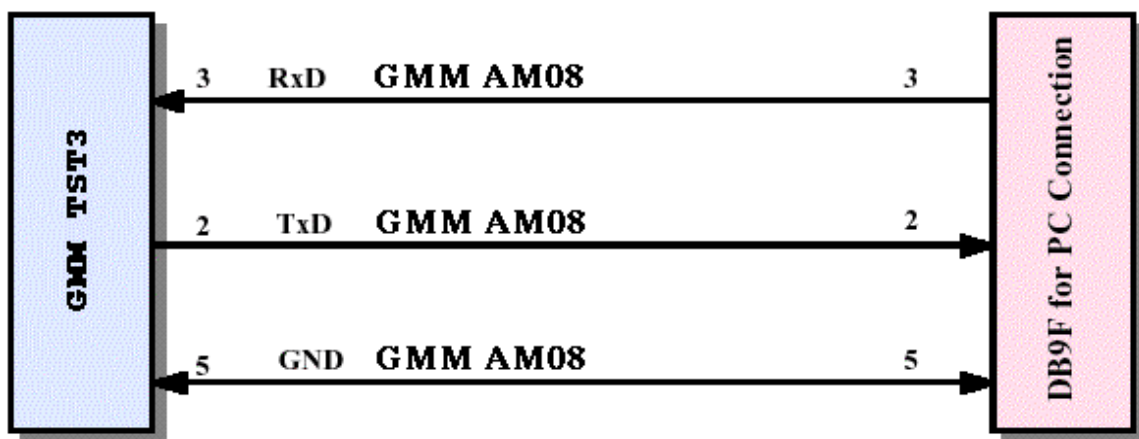 GMM TST3
3 RxD GMM AM08 3
2 TxD GMM AM08 2
5 GND GMM AM08 5
DB9F for PC Connection